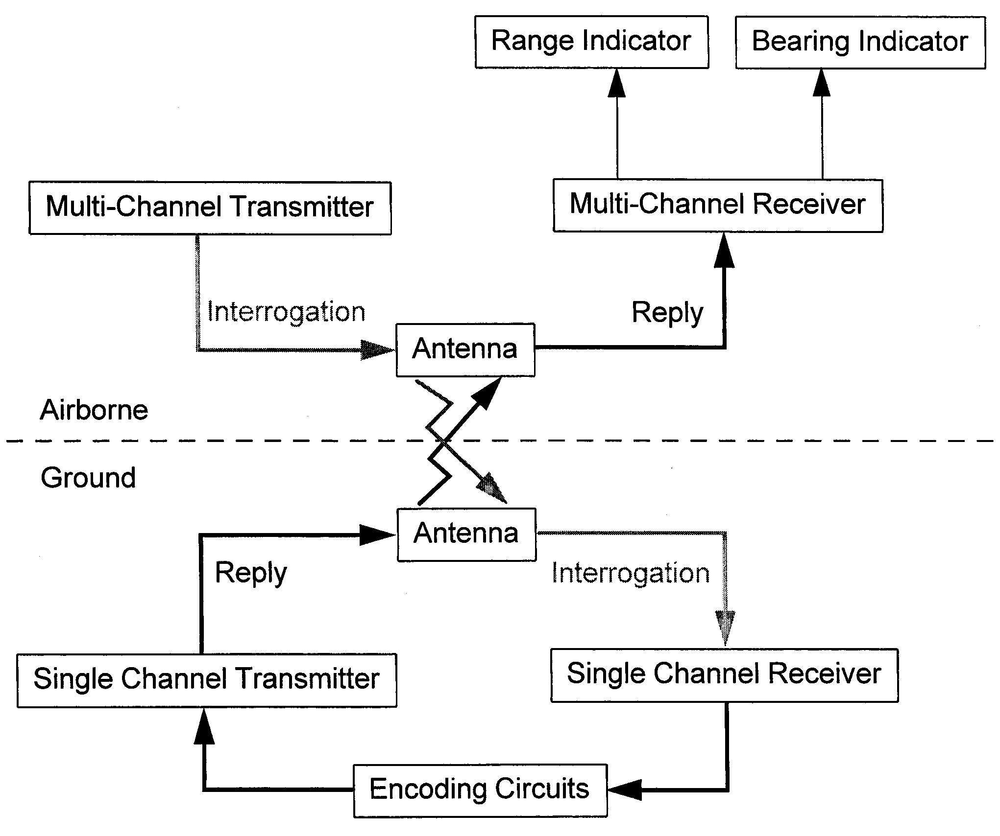 Range Indicator
Bearing Indicator
Multi-Channel Transmitter
Multi-Channel Receiver
Interrogation
Reply
Antenna
Airborne
Ground
Antenna
Reply
Interrogation
Single Channel Transmitter
Single Channel Receiver
Encoding Circuits